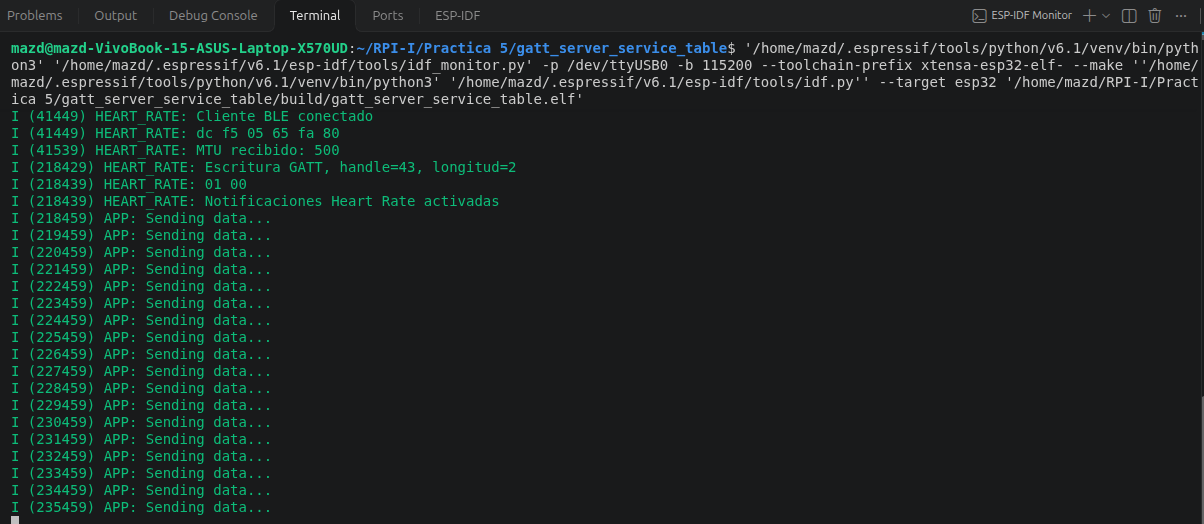 Problems Output Debug Console Terminal Ports ESP-IDF ··· ESP-IDF Monitor
mazd@mazd-VivoBook-15-ASUS-Laptop-X570UD:~/RPI-I/Practica 5/gatt_server_service_table$ '/home/mazd/.espressif/tools/python/v6.1/venv/bin/pyth
on3' '/home/mazd/.espressif/v6.1/esp-idf/tools/idf_monitor.py' -p /dev/ttyUSB0 -b 115200 --toolchain-prefix xtensa-esp32-elf- --make ''/home/
mazd/.espressif/tools/python/v6.1/venv/bin/python3' '/home/mazd/.espressif/v6.1/esp-idf/tools/idf.py'' --target esp32 '/home/mazd/RPI-I/Pract
ica 5/gatt_server_service_table/build/gatt_server_service_table.elf'
I (41449) HEART_RATE: Cliente BLE conectado
I (41449) HEART_RATE: dc f5 05 65 fa 80
I (41539) HEART_RATE: MTU recibido: 500
I (218429) HEART_RATE: Escritura GATT, handle=43, longitud=2
I (218439) HEART_RATE: 01 00
I (218439) HEART_RATE: Notificaciones Heart Rate activadas
I (218459) APP: Sending data...
I (219459) APP: Sending data...
I (220459) APP: Sending data...
I (221459) APP: Sending data...
I (222459) APP: Sending data...
I (223459) APP: Sending data...
I (224459) APP: Sending data...
I (225459) APP: Sending data...
I (226459) APP: Sending data...
I (227459) APP: Sending data...
I (228459) APP: Sending data...
I (229459) APP: Sending data...
I (230459) APP: Sending data...
I (231459) APP: Sending data...
I (232459) APP: Sending data...
I (233459) APP: Sending data...
I (234459) APP: Sending data...
I (235459) APP: Sending data...